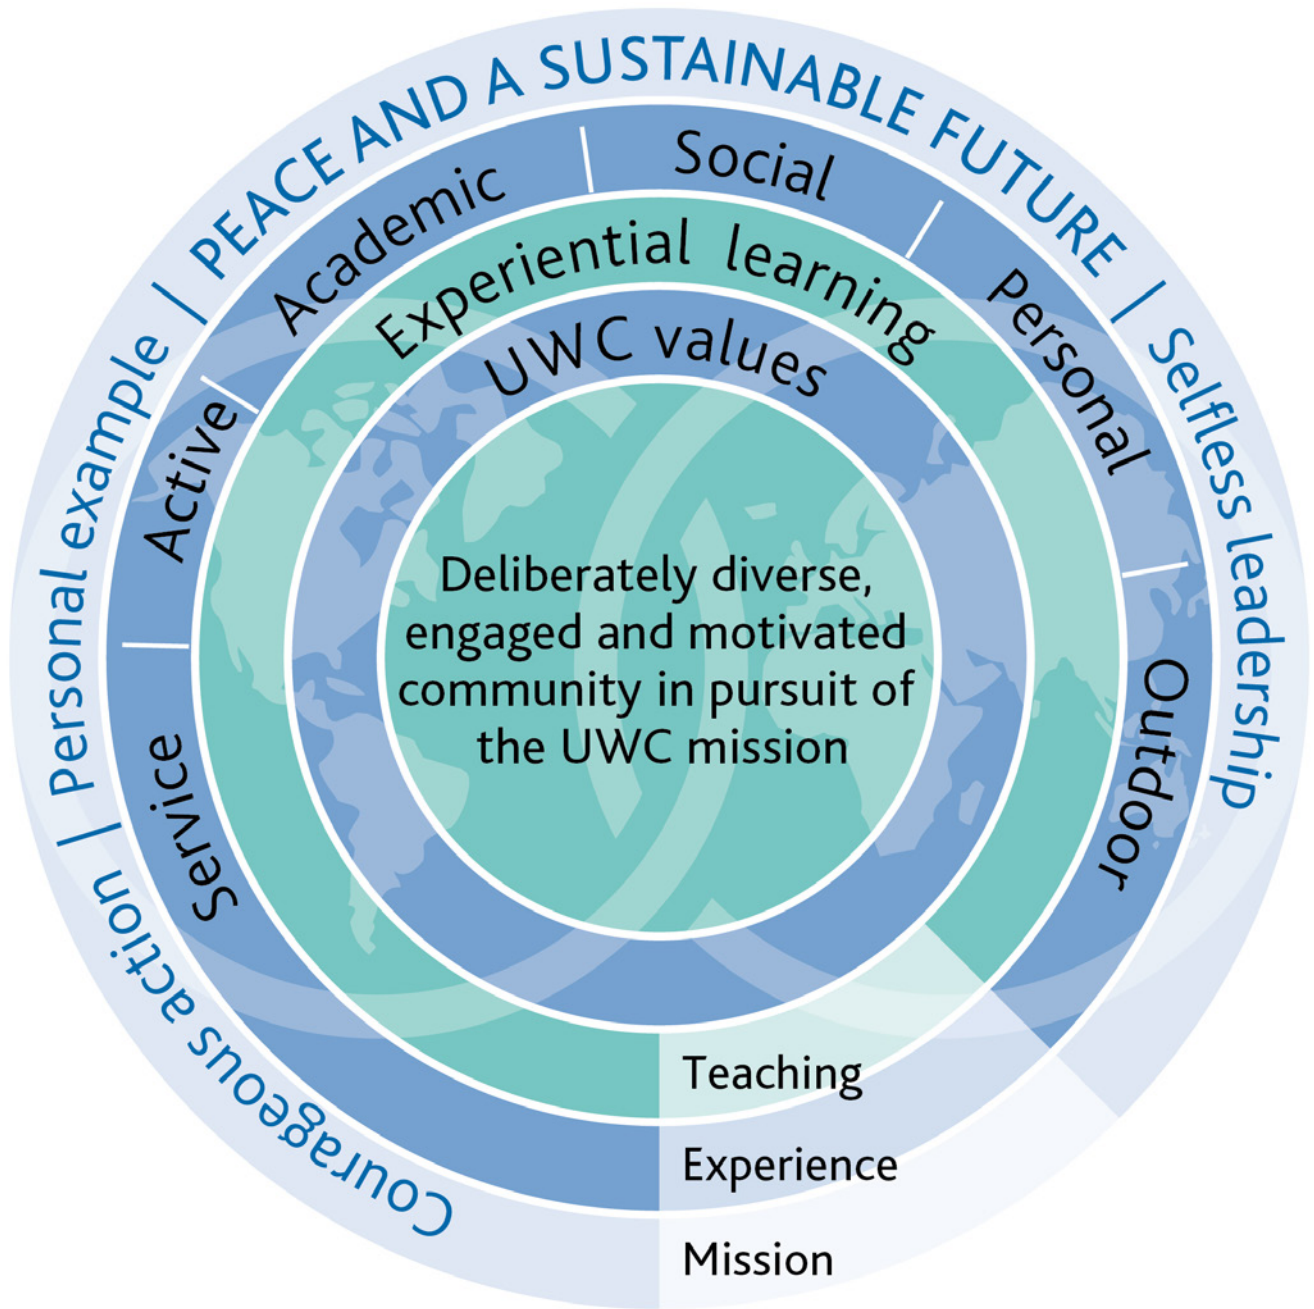 Courageous action | Personal example | PEACE AND A SUSTAINABLE FUTURE | Selfless leadership
Service | Active | Academic | Social | Personal | Outdoor
Experiential learning
UWC values
Deliberately diverse,
engaged and motivated
community in pursuit of
the UWC mission
Teaching
Experience
Mission